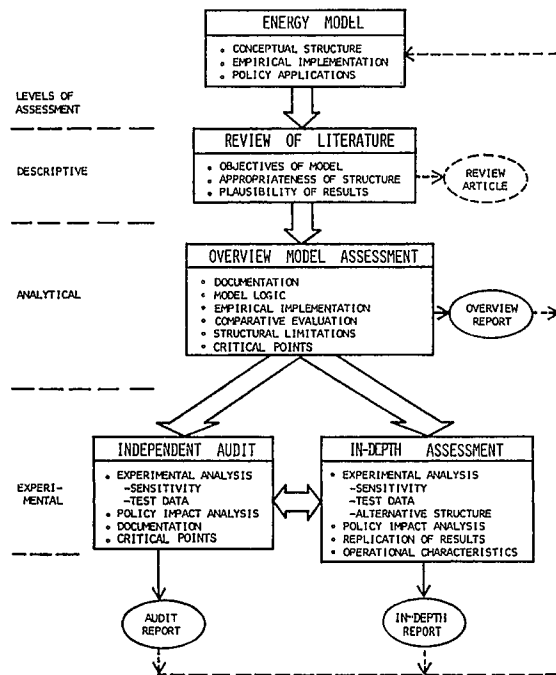 ENERGY MODEL
• CONCEPTUAL STRUCTURE
• EMPIRICAL IMPLEMENTATION
• POLICY APPLICATIONS
LEVELS OF
ASSESSMENT
REVIEW OF LITERATURE
• OBJECTIVES OF MODEL
• APPROPRIATENESS OF STRUCTURE
• PLAUSIBILITY OF RESULTS
DESCRIPTIVE
REVIEW
ARTICLE
OVERVIEW MODEL ASSESSMENT
• DOCUMENTATION
• MODEL LOGIC
• EMPIRICAL IMPLEMENTATION
• COMPARATIVE EVALUATION
• STRUCTURAL LIMITATIONS
• CRITICAL POINTS
ANALYTICAL
OVERVIEW
REPORT
INDEPENDENT AUDIT
• EXPERIMENTAL ANALYSIS
-SENSITIVITY
-TEST DATA
• POLICY IMPACT ANALYSIS
• DOCUMENTATION
• CRITICAL POINTS
IN-DEPTH ASSESSMENT
• EXPERIMENTAL ANALYSIS
-SENSITIVITY
-TEST DATA
-ALTERNATIVE STRUCTURE
• POLICY IMPACT ANALYSIS
• REPLICATION OF RESULTS
• OPERATIONAL CHARACTERISTICS
EXPERI-
MENTAL
AUDIT
REPORT
IN-DEPTH
REPORT